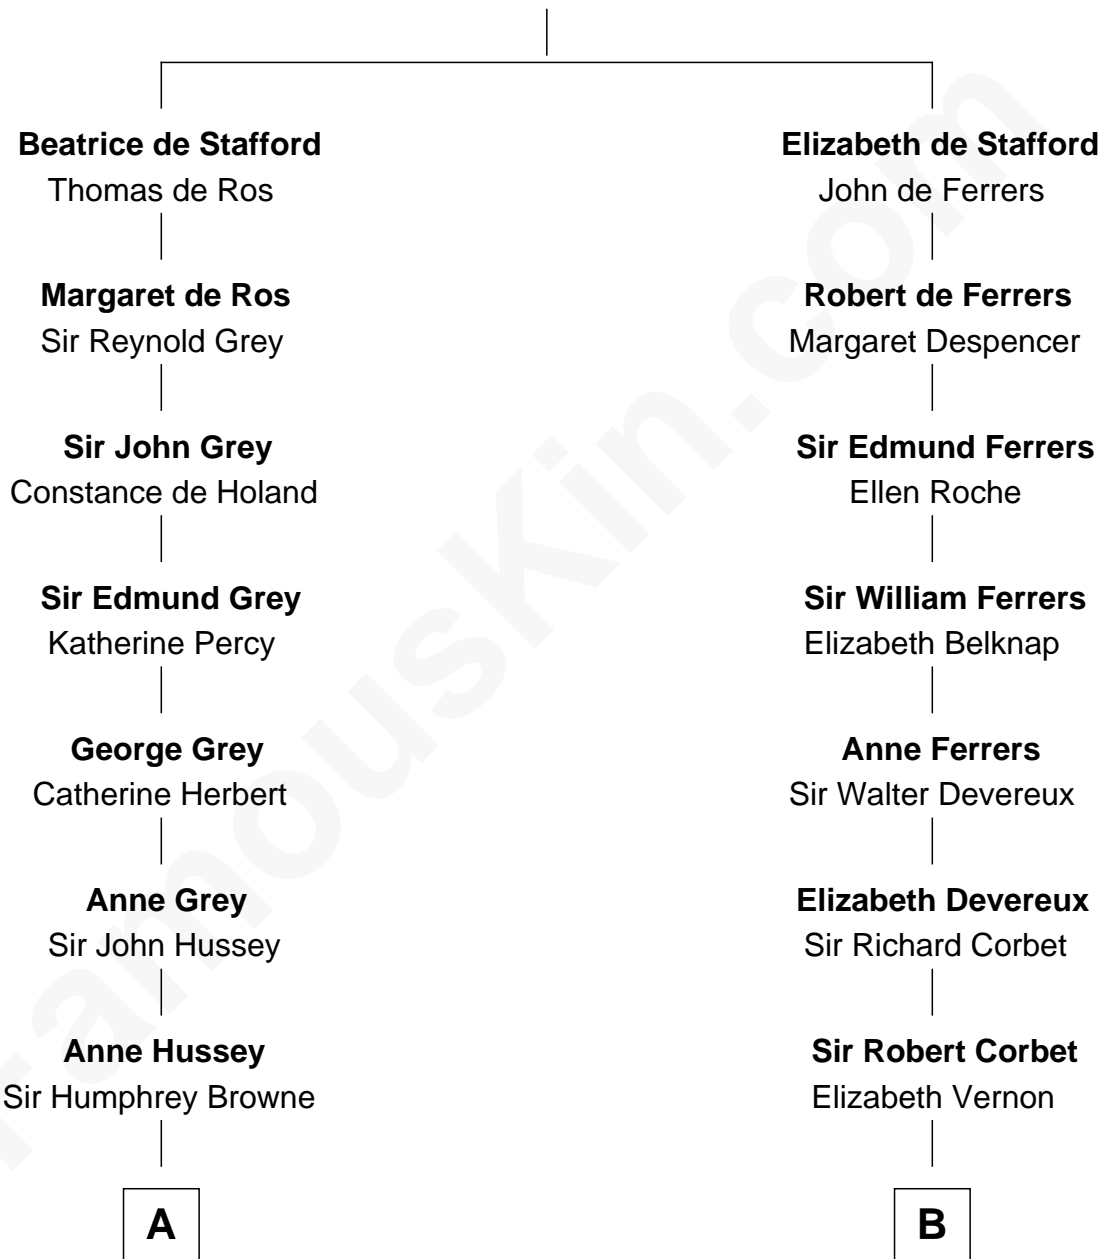 Beatrice de Stafford
Thomas de Ros
Elizabeth de Stafford
John de Ferrers
Margaret de Ros
Sir Reynold Grey
Robert de Ferrers
Margaret Despencer
Sir John Grey
Constance de Holand
Sir Edmund Ferrers
Ellen Roche
Sir Edmund Grey
Katherine Percy
Sir William Ferrers
Elizabeth Belknap
George Grey
Catherine Herbert
Anne Ferrers
Sir Walter Devereux
Anne Grey
Sir John Hussey
Elizabeth Devereux
Sir Richard Corbet
Anne Hussey
Sir Humphrey Browne
Sir Robert Corbet
Elizabeth Vernon
A
B
FamousKin.com